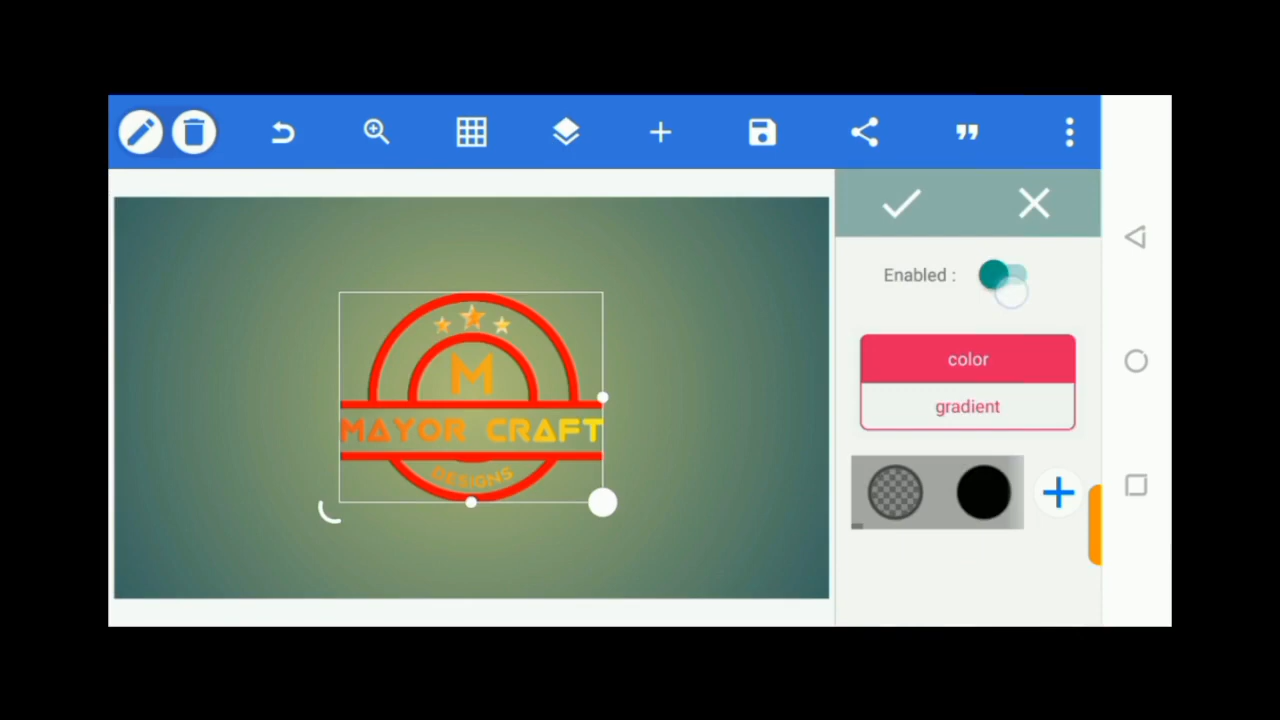 Enabled :
color
gradient
M
MAYOR CRAFT
DESIGNS